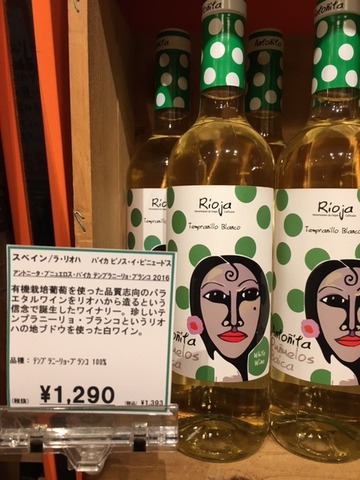 スペイン/ラ・リオハ バイカ ビノス・イ・ビニェードス
アントニータ・プニュエロス・バイカ テンプラニーリョ・ブランコ 2016
有機栽培葡萄を使った品質志向のバラ
エタルワインをリオハから造るという
信念で誕生したワイナリー。珍しいテ
ンプラニーリョ・ブランコというリオ
ハの地ブドウを使った白ワイン。
品種:テンプラニーリョ・ブランコ 100%
(税抜) ¥1,290 (税込) ¥1,393
Antoñita
Antoñita
Rioja
Tempranillo Blanco
White
Wine
Rioja
Tempranillo Blanco